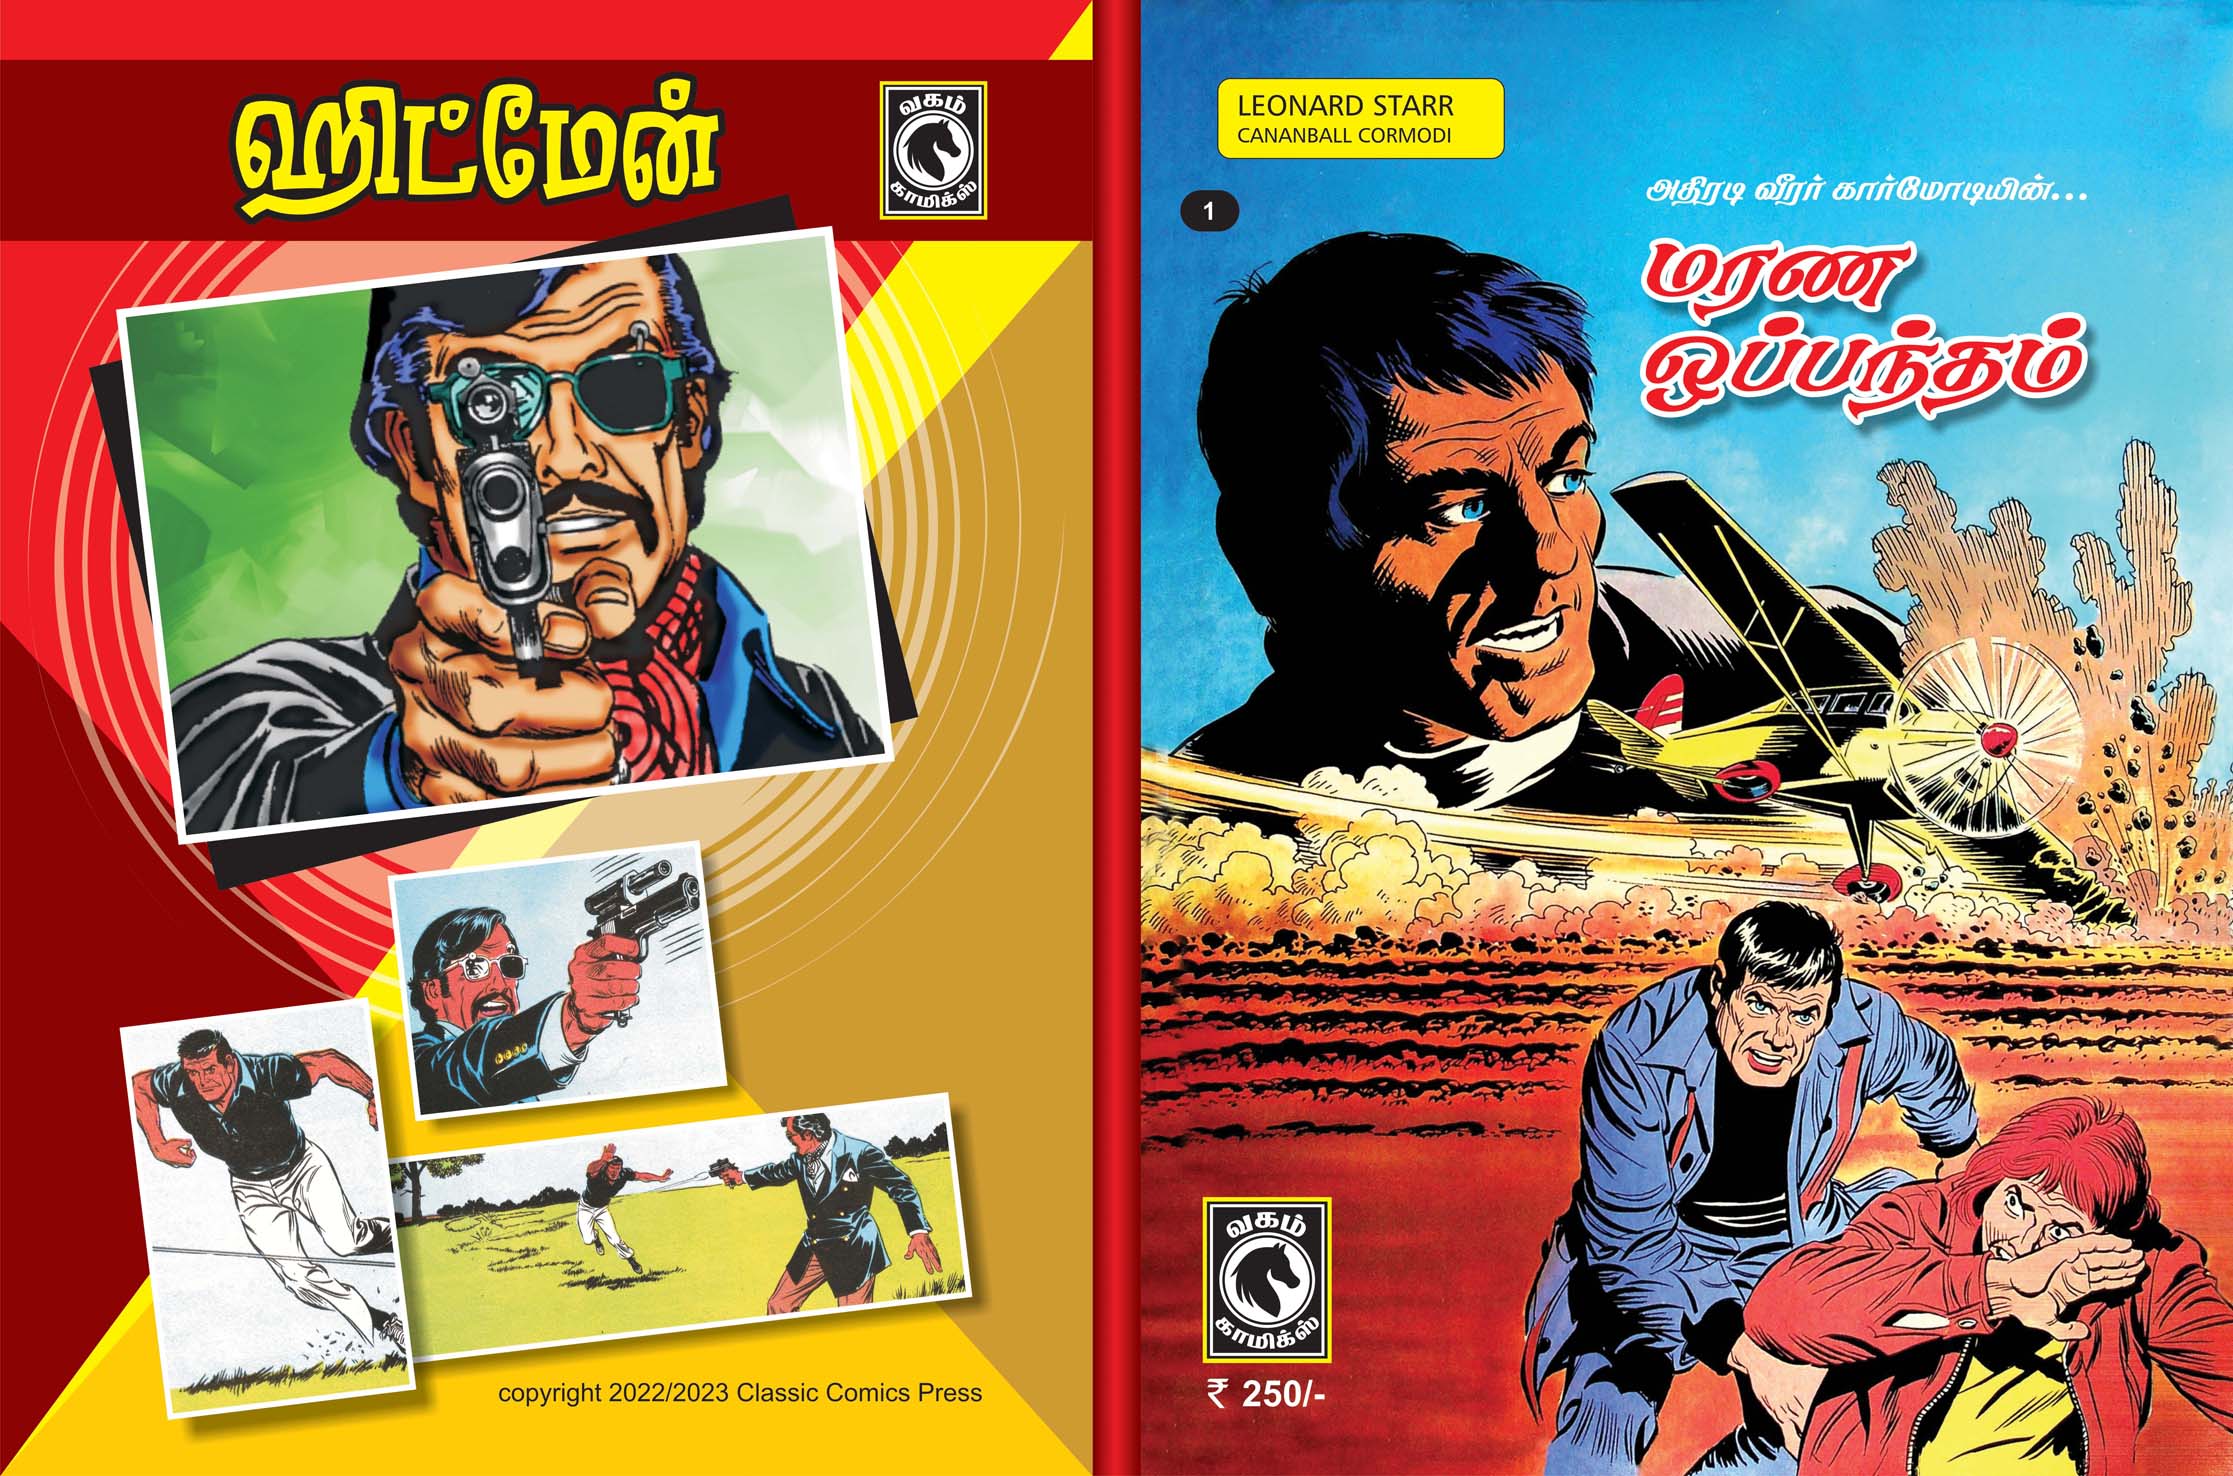 ஹிட்மேன்
வகம்
காமிக்ஸ்
copyright 2022/2023 Classic Comics Press
LEONARD STARR
CANANBALL CORMODI
1
அதிரடி வீரர் கார்மோடியின்...
மரண
ஒப்பந்தம்
வகம்
காமிக்ஸ்
₹ 250/-